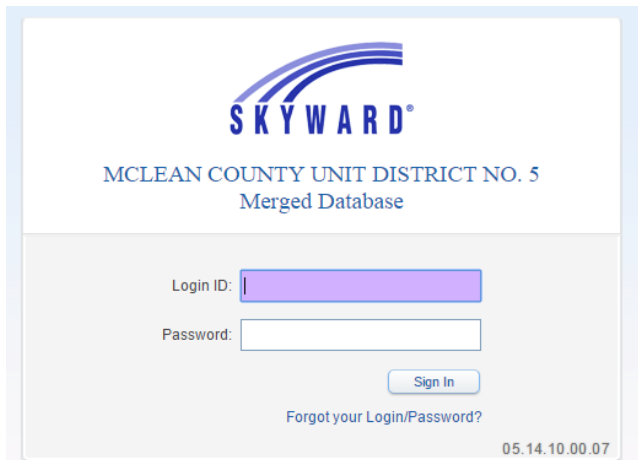 SKYWARD®
MCLEAN COUNTY UNIT DISTRICT NO. 5
Merged Database
Login ID:
Password:
Sign In
Forgot your Login/Password?
05.14.10.00.07